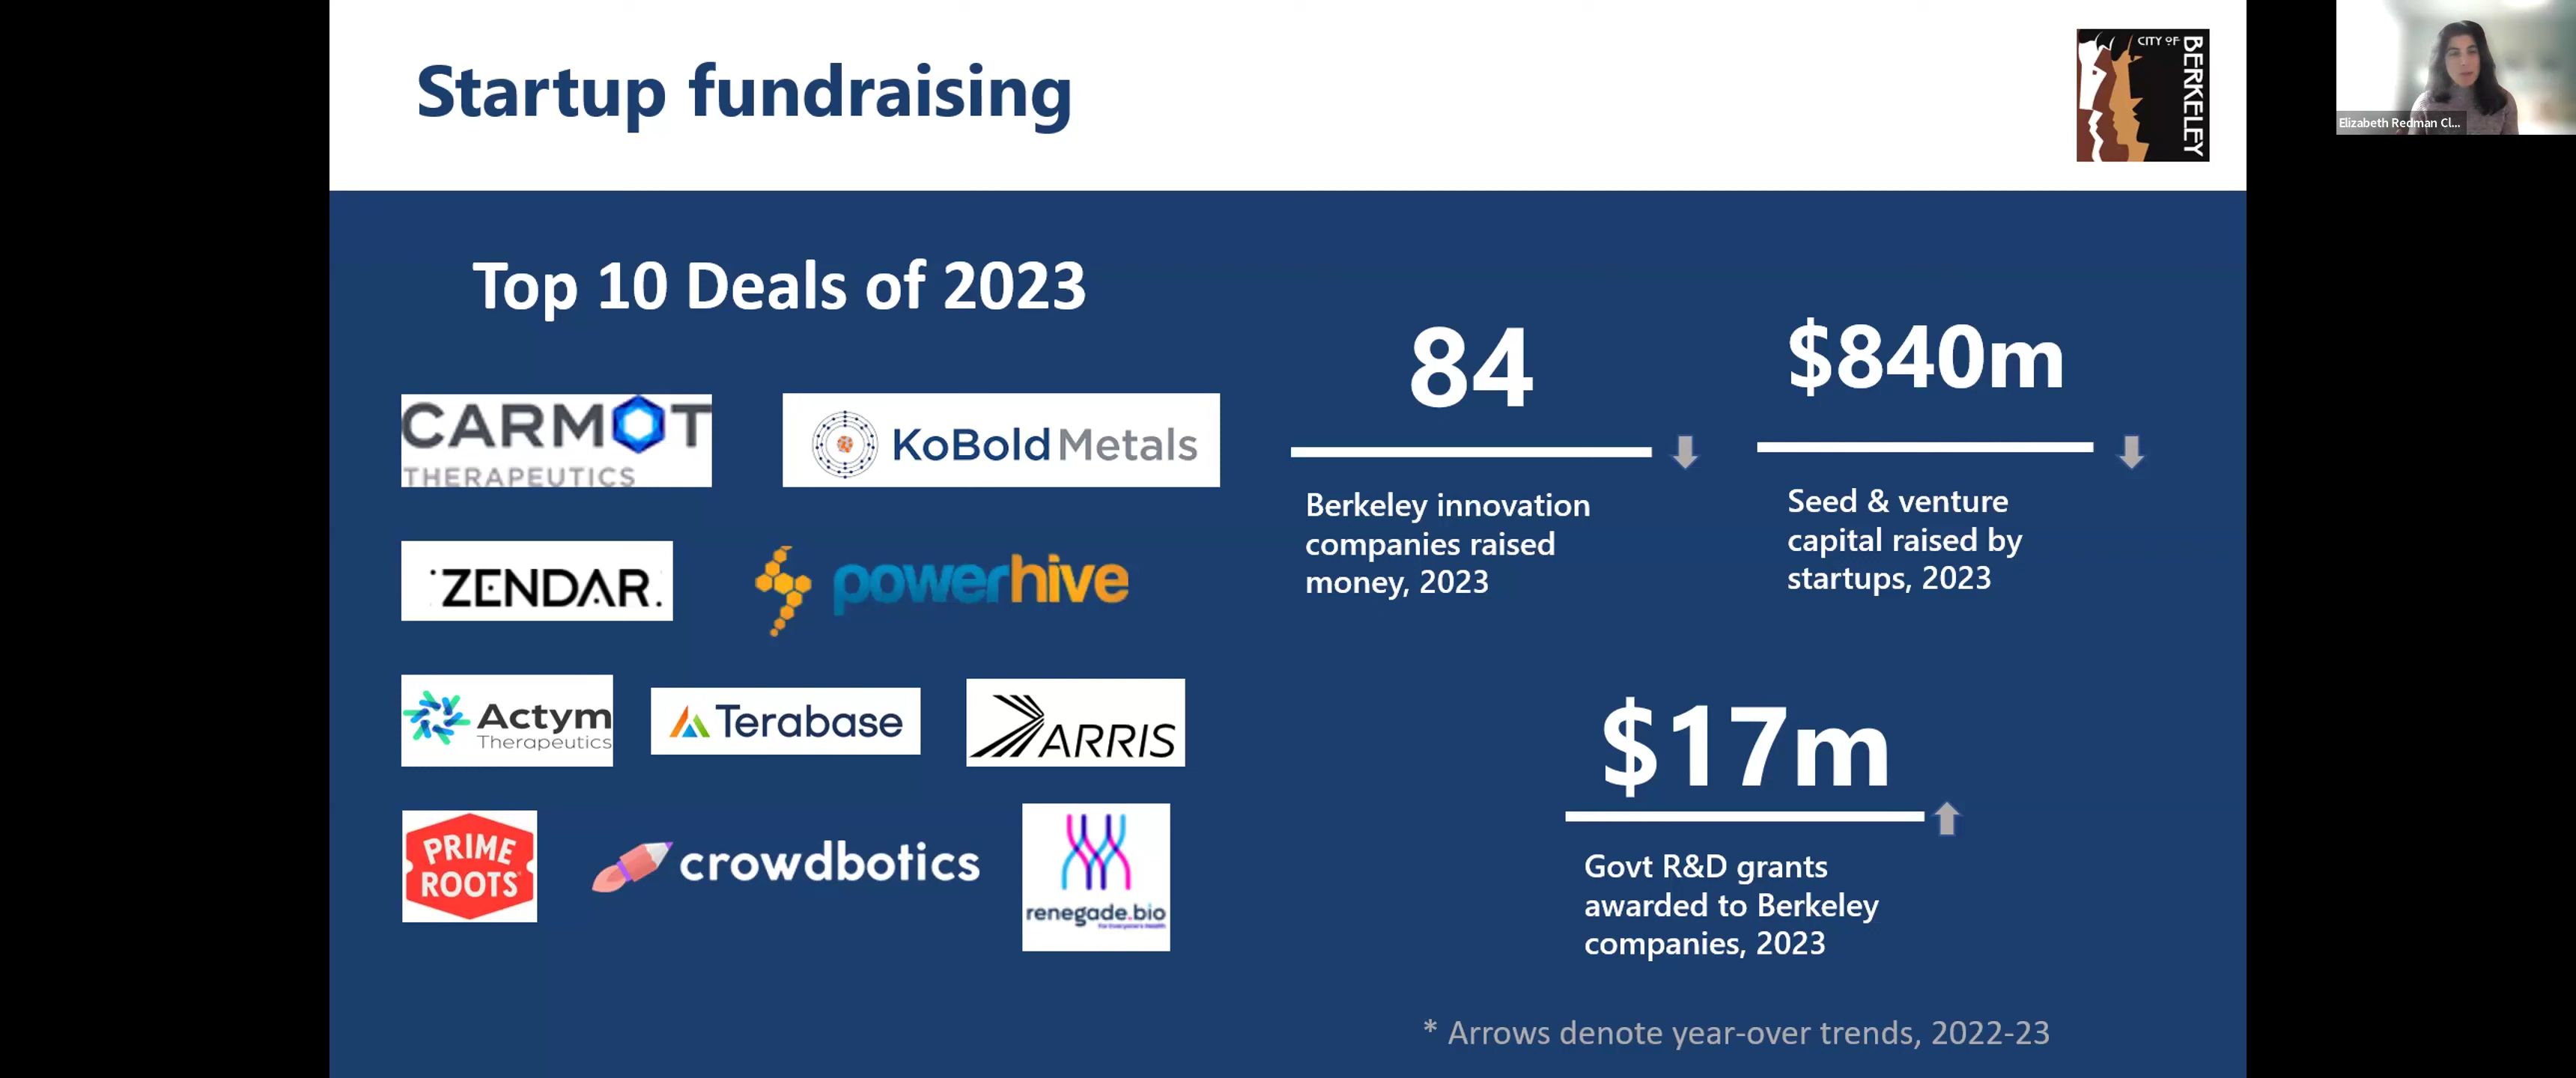 Startup fundraising
CITY OF
BERKELEY
Elizabeth Redman Cl...
Top 10 Deals of 2023
CARMOT
THERAPEUTICS
KoBold Metals
ZENDAR.
powerhive
Actym
Therapeutics
Terabase
ARRIS
PRIME
ROOTS
crowdbotics
renegade.bio
For Everyone's Health
84
Berkeley innovation
companies raised
money, 2023
$840m
Seed & venture
capital raised by
startups, 2023
$17m
Govt R&D grants
awarded to Berkeley
companies, 2023
* Arrows denote year-over trends, 2022-23